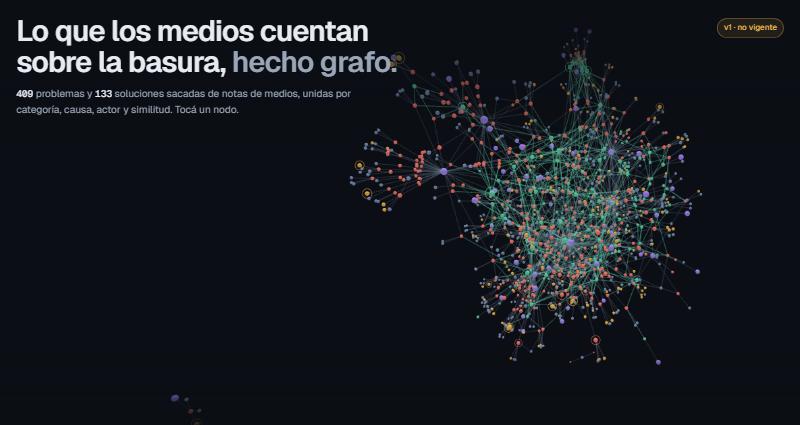 Lo que los medios cuentan
sobre la basura, hecho grafo.
v1 · no vigente
409 problemas y 133 soluciones sacadas de notas de medios, unidas por
categoría, causa, actor y similitud. Tocá un nodo.